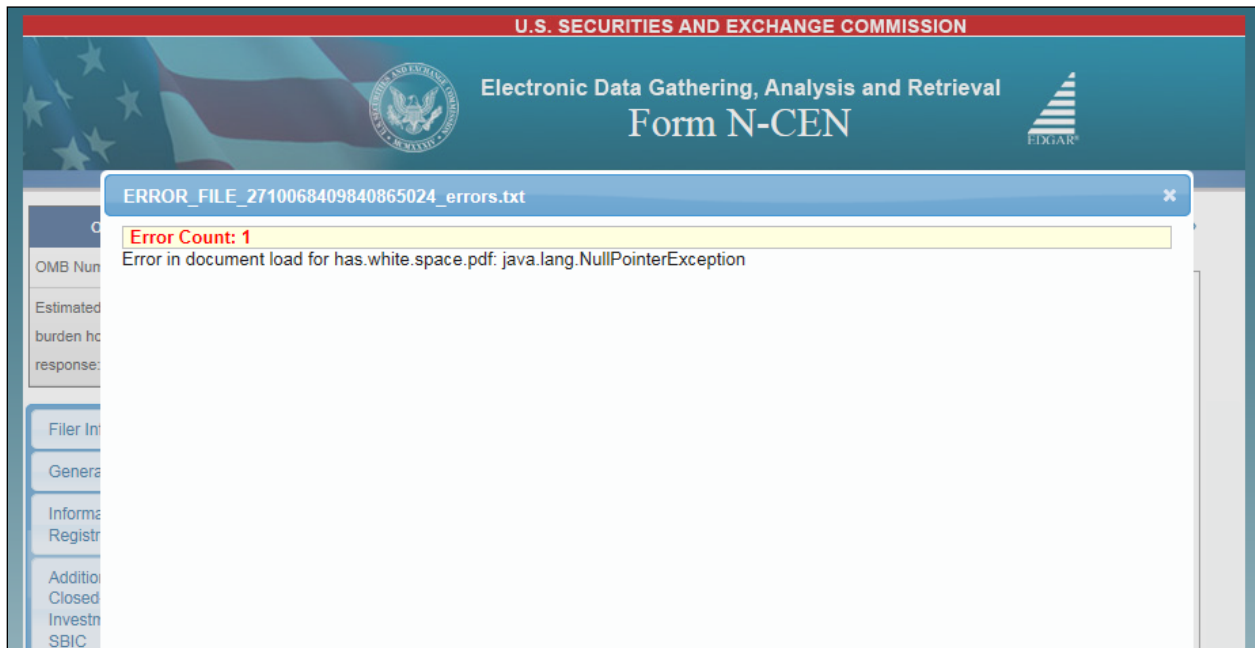 U.S. SECURITIES AND EXCHANGE COMMISSION
Electronic Data Gathering, Analysis and Retrieval
Form N-CEN
EDGAR®
ERROR_FILE_2710068409840865024_errors.txt
Error Count: 1
Error in document load for has.white.space.pdf: java.lang.NullPointerException
OMB Num
Estimated
burden ho
response:
Filer In
Genera
Informa
Registr
Additio
Closed
Investm
SBIC